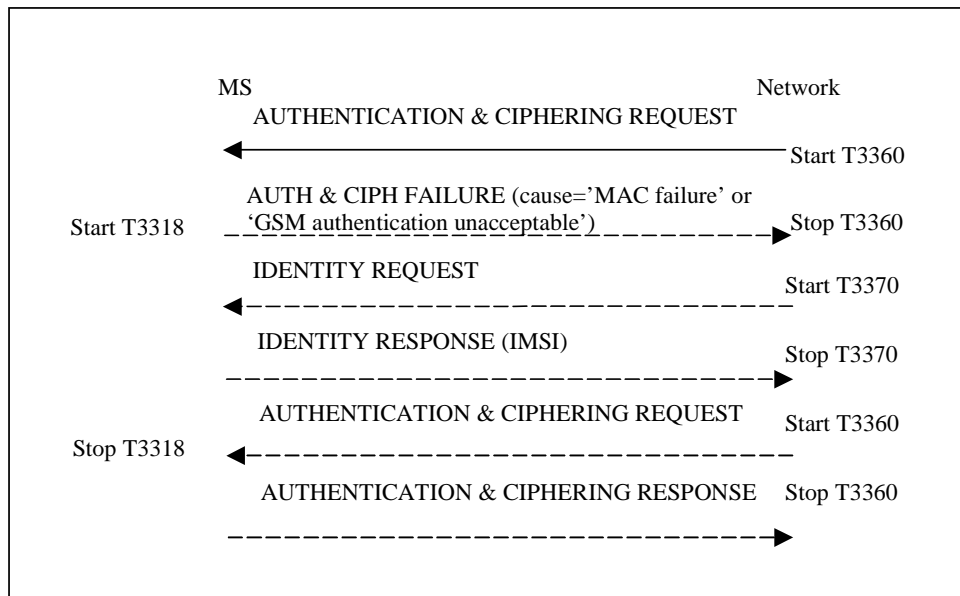 MS Network
AUTHENTICATION & CIPHERING REQUEST
Start T3360
AUTH & CIPH FAILURE (cause=’MAC failure’ or
‘GSM authentication unacceptable’)
Start T3318 Stop T3360
IDENTITY REQUEST
Start T3370
IDENTITY RESPONSE (IMSI)
Stop T3370
AUTHENTICATION & CIPHERING REQUEST Start T3360
Stop T3318
AUTHENTICATION & CIPHERING RESPONSE Stop T3360